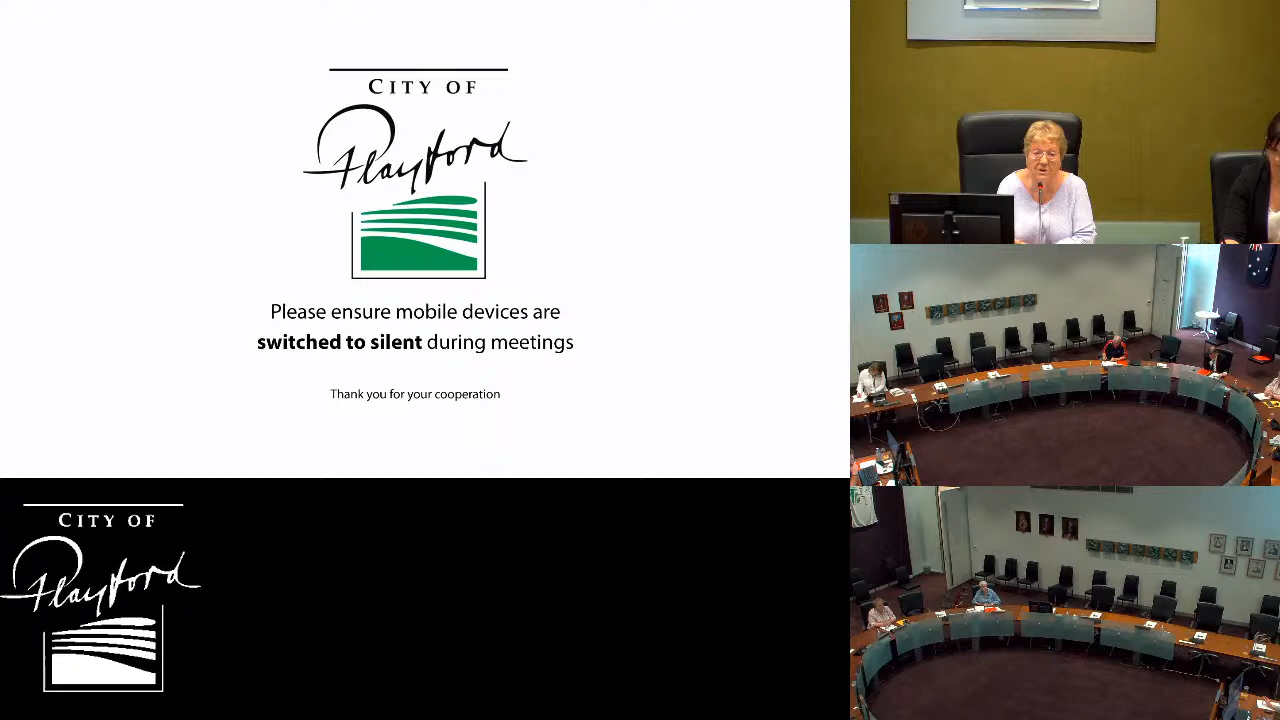 CITY OF
Playford
Please ensure mobile devices are
switched to silent during meetings
Thank you for your cooperation
CITY OF
Playford